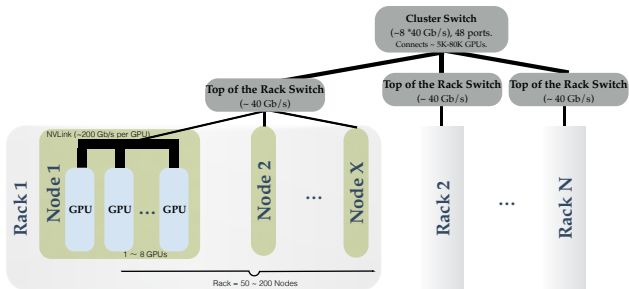 Cluster Switch
(~8 *40 Gb/s), 48 ports.
Connects ~ 5K-80K GPUs.
Top of the Rack Switch
(~ 40 Gb/s)
Top of the Rack Switch
(~ 40 Gb/s)
Top of the Rack Switch
(~ 40 Gb/s)
NVLink (~200 Gb/s per GPU)
Rack 1
Node 1
GPU
GPU
...
GPU
1 ~ 8 GPUs
Node 2
...
Node X
Rack = 50 ~ 200 Nodes
Rack 2
...
Rack N